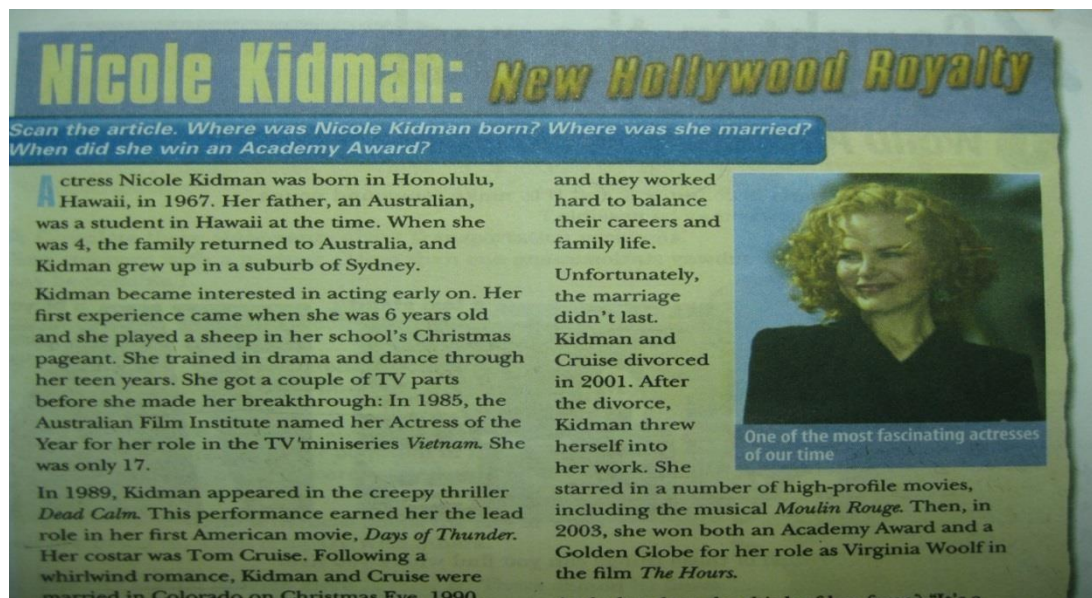 Nicole Kidman: New Hollywood Royalty
Scan the article. Where was Nicole Kidman born? Where was she married?
When did she win an Academy Award?
Actress Nicole Kidman was born in Honolulu,
Hawaii, in 1967. Her father, an Australian,
was a student in Hawaii at the time. When she
was 4, the family returned to Australia, and
Kidman grew up in a suburb of Sydney.
Kidman became interested in acting early on. Her
first experience came when she was 6 years old
and she played a sheep in her school's Christmas
pageant. She trained in drama and dance through
her teen years. She got a couple of TV parts
before she made her breakthrough: In 1985, the
Australian Film Institute named her Actress of the
Year for her role in the TV miniseries Vietnam. She
was only 17.
In 1989, Kidman appeared in the creepy thriller
Dead Calm. This performance earned her the lead
role in her first American movie, Days of Thunder.
Her costar was Tom Cruise. Following a
whirlwind romance, Kidman and Cruise were
married in Colorado on Christmas Eve, 1990
and they worked
hard to balance
their careers and
family life.
Unfortunately,
the marriage
didn't last.
Kidman and
Cruise divorced
in 2001. After
the divorce,
Kidman threw
herself into
her work. She
starred in a number of high-profile movies,
including the musical Moulin Rouge. Then, in
2003, she won both an Academy Award and a
Golden Globe for her role as Virginia Woolf in
the film The Hours.
One of the most fascinating actresses
of our time